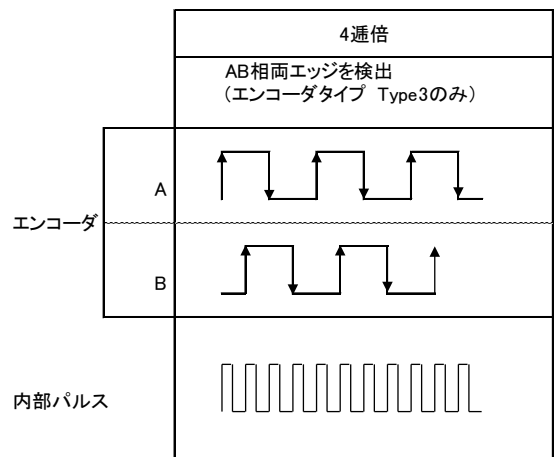 4逓倍
AB相両エッジを検出
（エンコーダタイプ Type3のみ）
エンコーダ
A
B
内部パルス